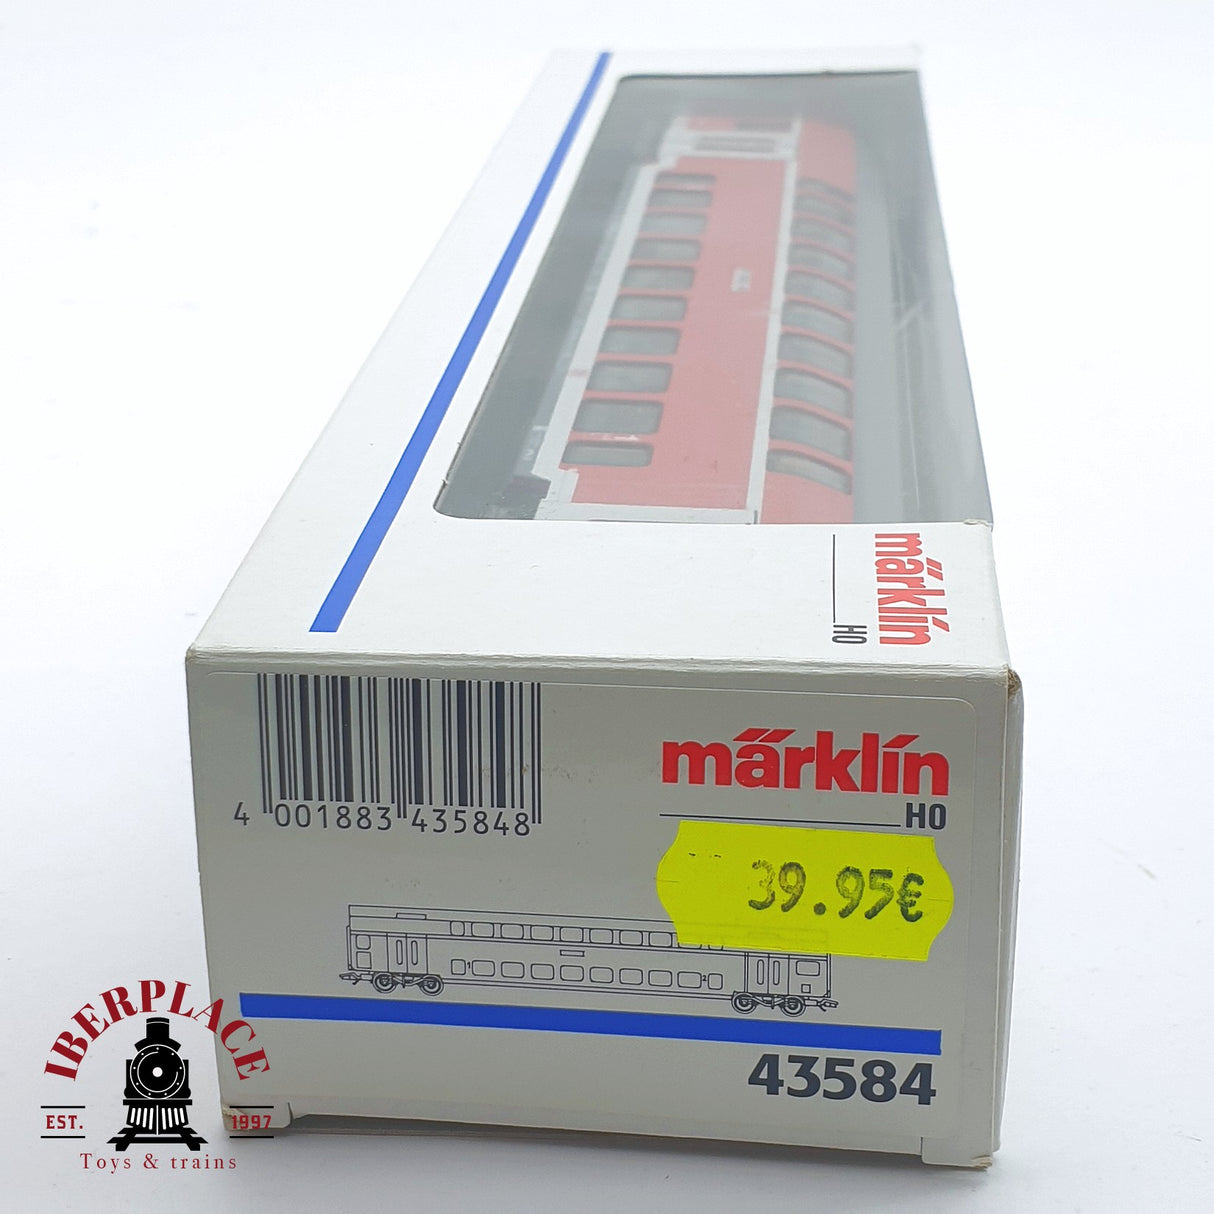 märklin
H0
4 001883 435848
märklin
H0
39.95€
43584
IBERPLACE
EST. 1997
Toys & trains